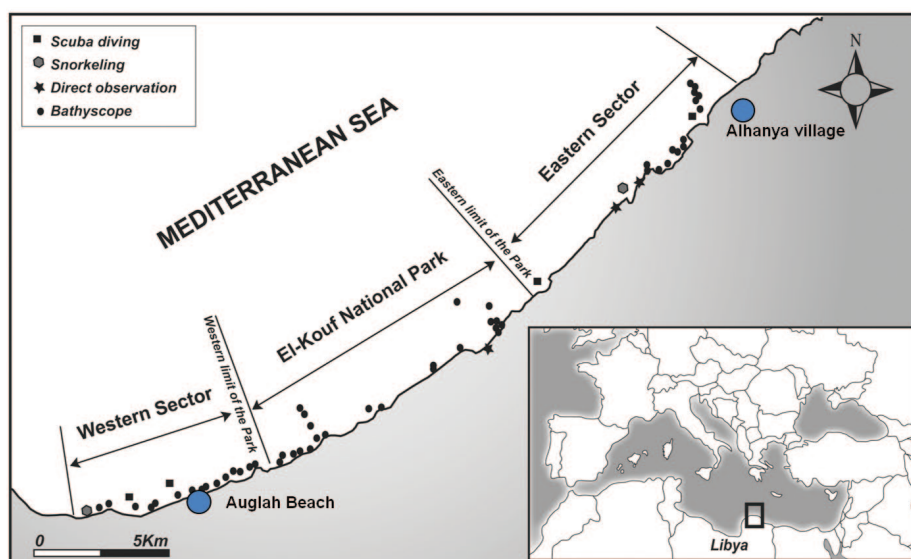 Scuba diving
Snorkeling
Direct observation
Bathyscope
N
MEDITERRANEAN SEA
Eastern Sector
Alhanya village
Eastern limit of the Park
El-Kouf National Park
Western limit of the Park
Western Sector
Auglah Beach
0 5Km
Libya